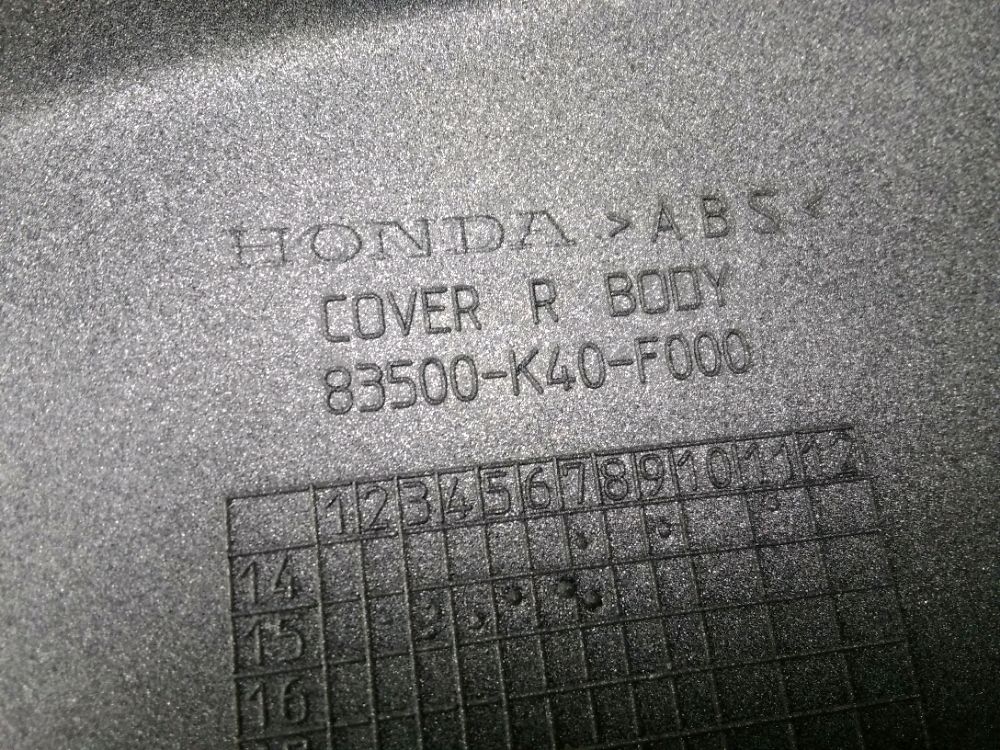 HONDA >ABS<
COVER R BODY
83500-K40-F000
1 2 3 4 5 6 7 8 9 10 11 12
14
15
16